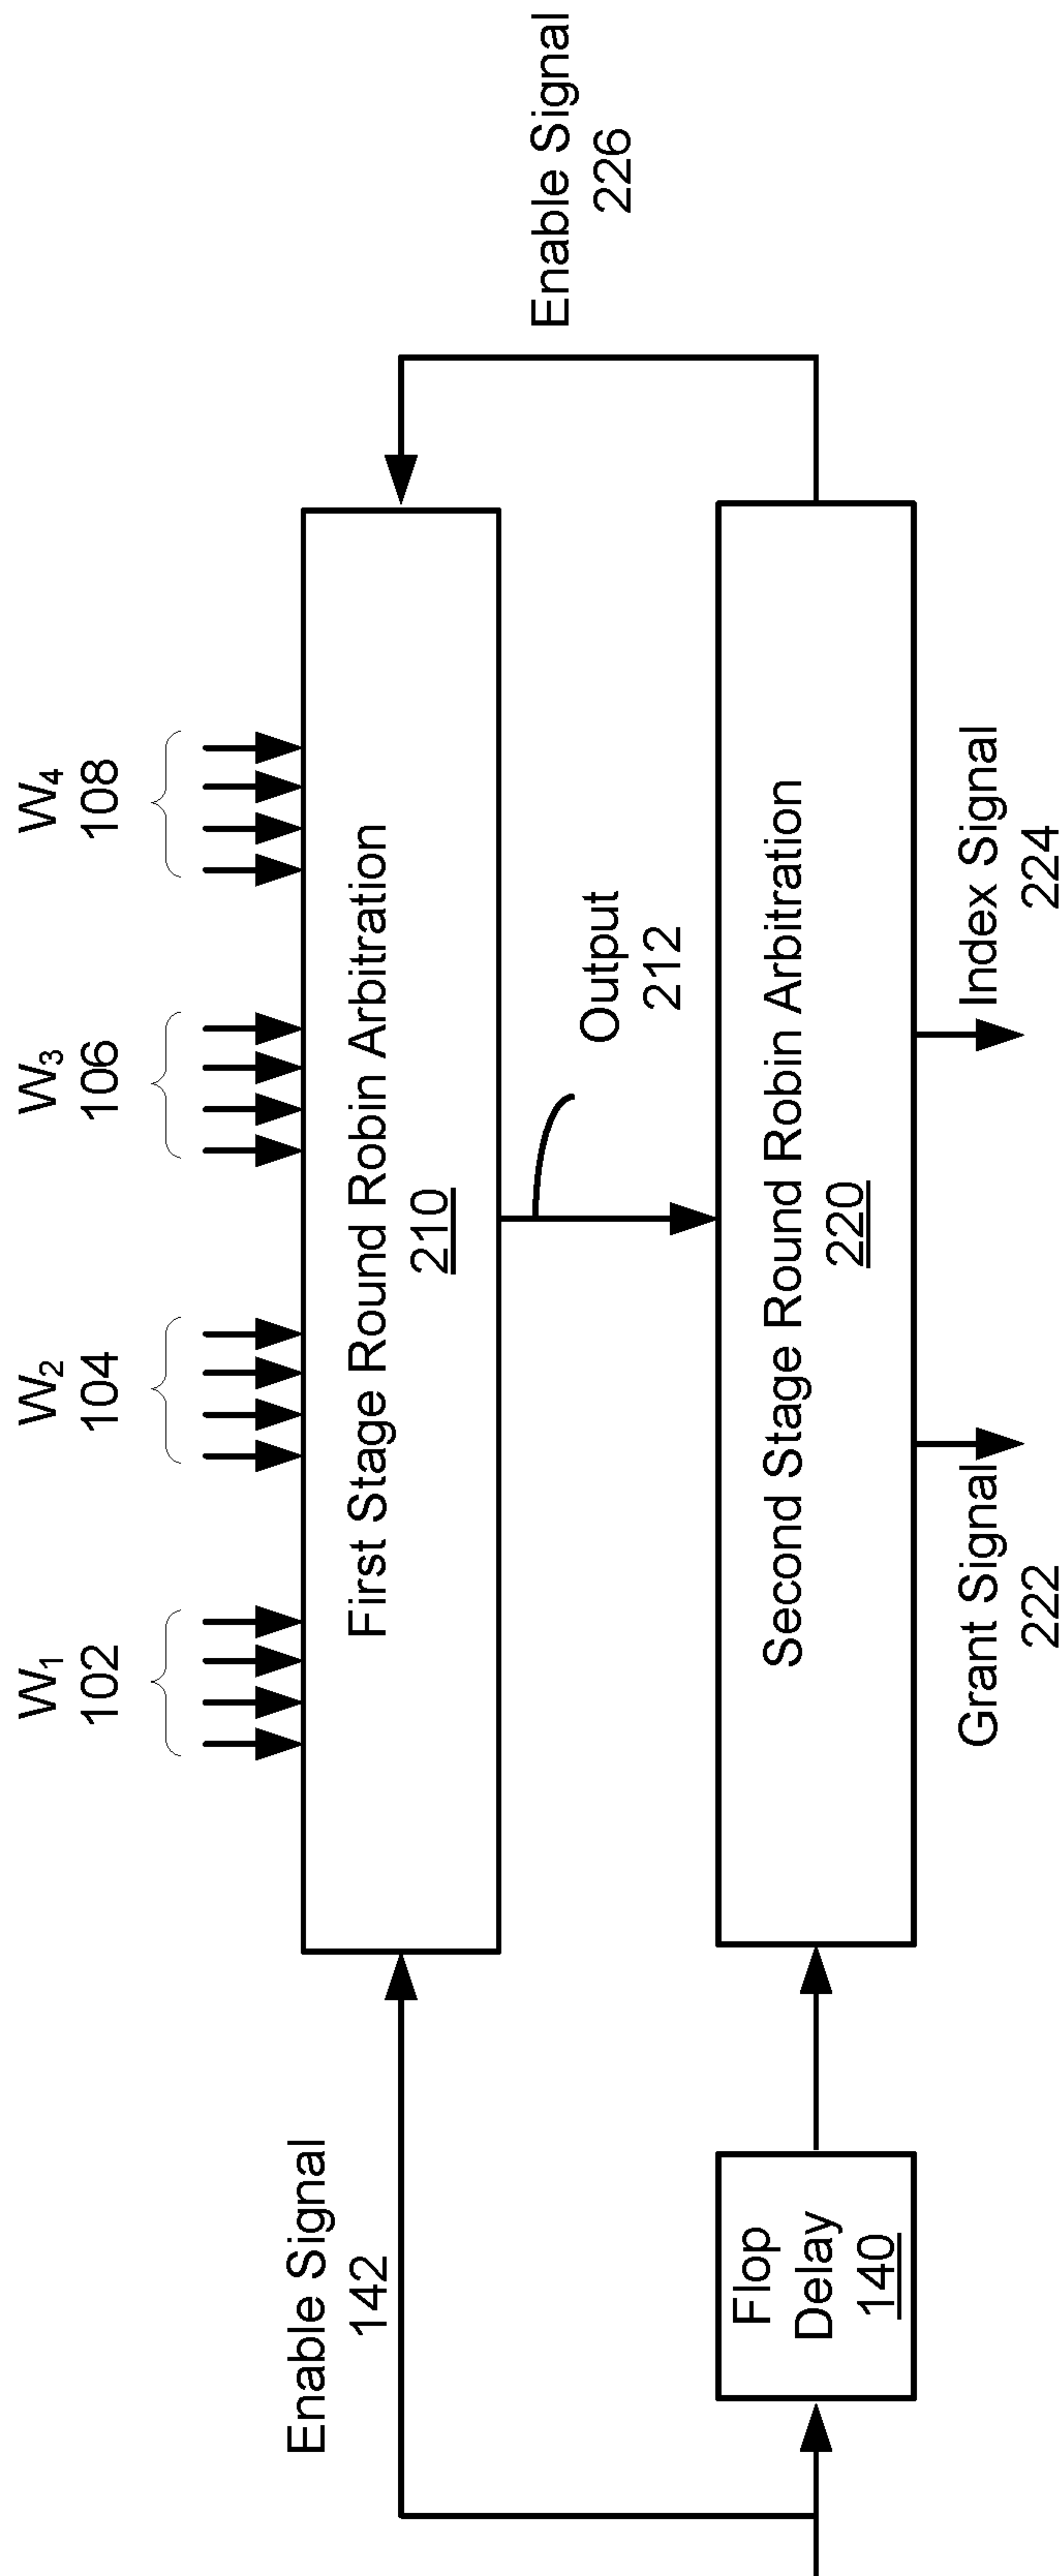 W₁
102
W₂
104
W₃
106
W₄
108
Enable Signal
142
First Stage Round Robin Arbitration
210
Enable Signal
226
Output
212
Flop
Delay
140
Second Stage Round Robin Arbitration
220
Grant Signal
222
Index Signal
224